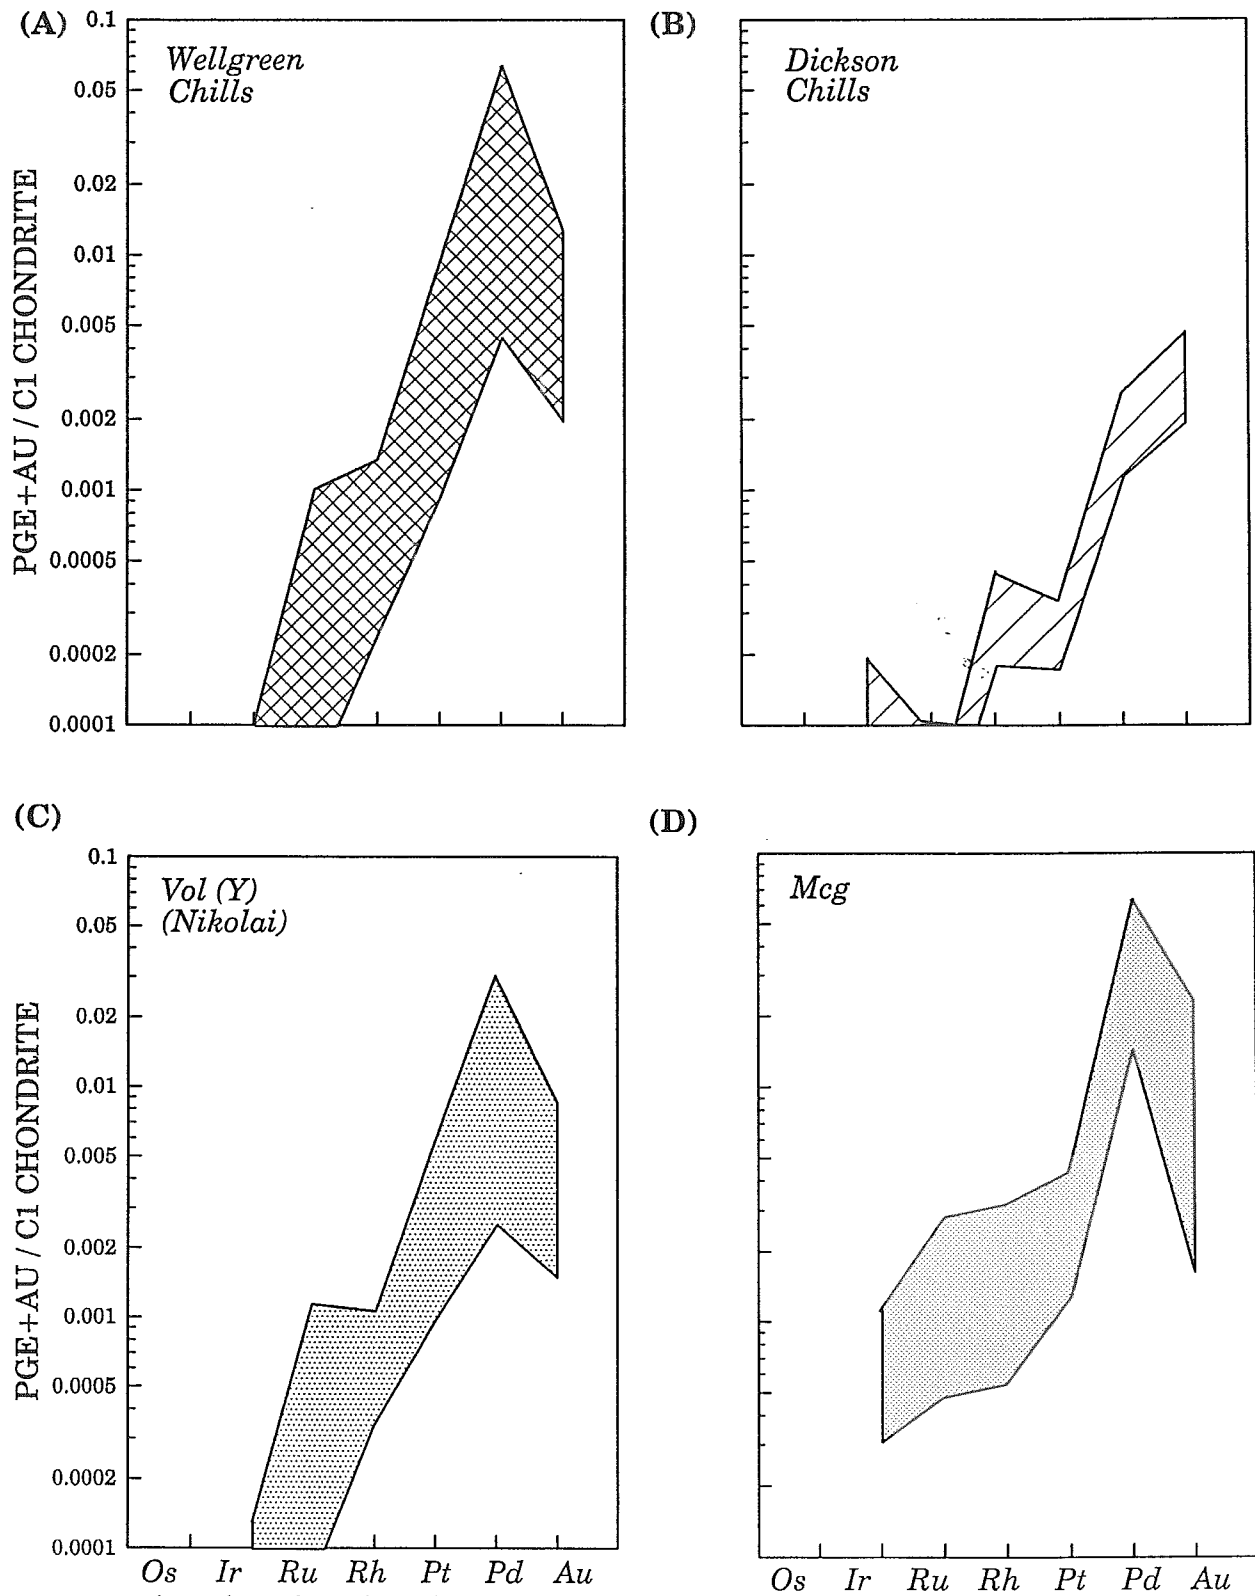 (A)
Wellgreen
Chills
0.1
0.05
0.02
0.01
0.005
0.002
0.001
0.0005
0.0002
0.0001
PGE+AU / C1 CHONDRITE
(B)
Dickson
Chills
(C)
Vol (Y)
(Nikolai)
0.1
0.05
0.02
0.01
0.005
0.002
0.001
0.0005
0.0002
0.0001
PGE+AU / C1 CHONDRITE
Os Ir Ru Rh Pt Pd Au
(D)
Mcg
Os Ir Ru Rh Pt Pd Au